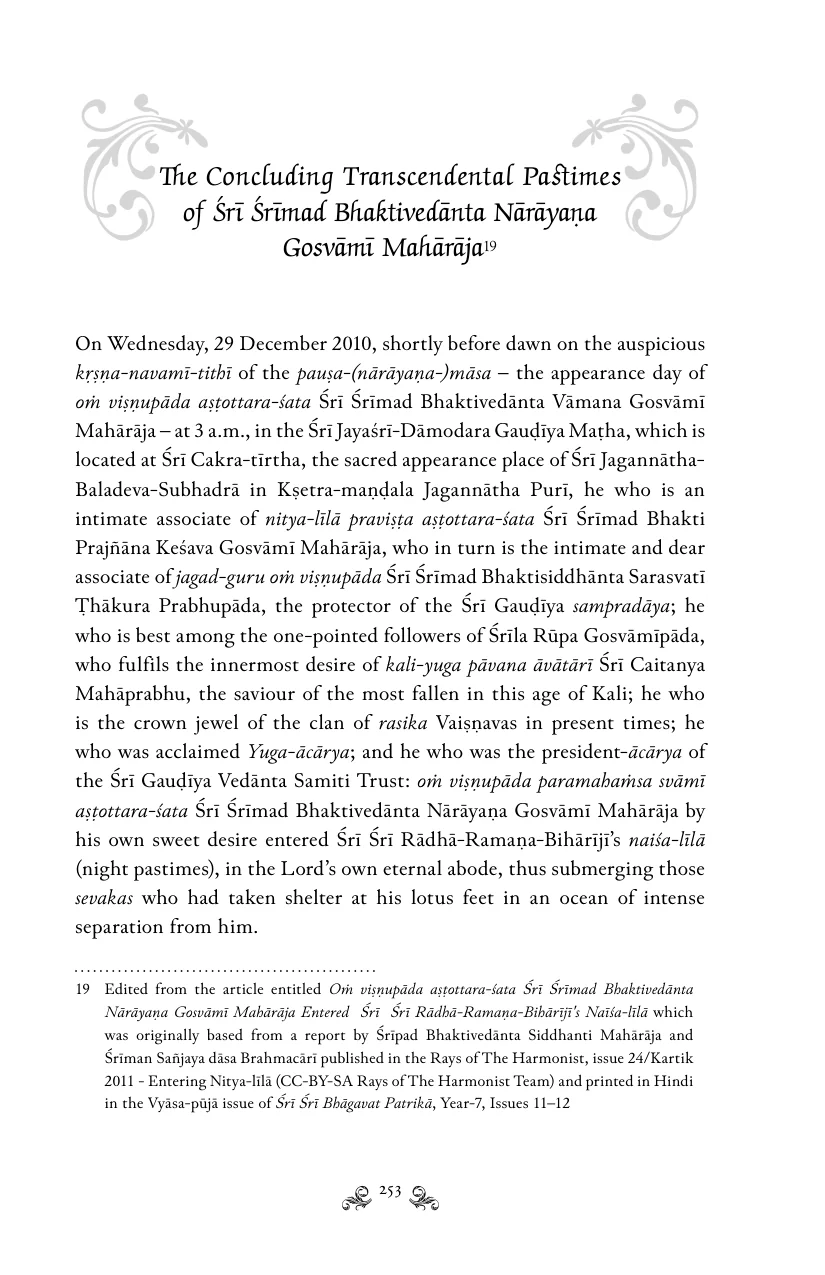 The Concluding Transcendental Pastimes
of Śrī Śrīmad Bhaktivedānta Nārāyaṇa
Gosvāmī Mahārāja19
On Wednesday, 29 December 2010, shortly before dawn on the auspicious
kṛṣṇa-navamī-tithī of the pauṣa-(nārāyaṇa-)māsa – the appearance day of
oṁ viṣṇupāda aṣṭottara-śata Śrī Śrīmad Bhaktivedānta Vāmana Gosvāmī
Mahārāja – at 3 a.m., in the Śrī Jayaśrī-Dāmodara Gauḍīya Maṭha, which is
located at Śrī Cakra-tīrtha, the sacred appearance place of Śrī Jagannātha-
Baladeva-Subhadrā in Kṣetra-maṇḍala Jagannātha Purī, he who is an
intimate associate of nitya-līlā praviṣṭa aṣṭottara-śata Śrī Śrīmad Bhakti
Prajñāna Keśava Gosvāmī Mahārāja, who in turn is the intimate and dear
associate of jagad-guru oṁ viṣṇupāda Śrī Śrīmad Bhaktisiddhānta Sarasvatī
Ṭhākura Prabhupāda, the protector of the Śrī Gauḍīya sampradāya; he
who is best among the one-pointed followers of Śrīla Rūpa Gosvāmīpāda,
who fulfils the innermost desire of kali-yuga pāvana āvātārī Śrī Caitanya
Mahāprabhu, the saviour of the most fallen in this age of Kali; he who
is the crown jewel of the clan of rasika Vaiṣṇavas in present times; he
who was acclaimed Yuga-ācārya; and he who was the president-ācārya of
the Śrī Gauḍīya Vedānta Samiti Trust: oṁ viṣṇupāda paramahaṁsa svāmī
aṣṭottara-śata Śrī Śrīmad Bhaktivedānta Nārāyaṇa Gosvāmī Mahārāja by
his own sweet desire entered Śrī Śrī Rādhā-Ramaṇa-Bihārījī’s naiśa-līlā
(night pastimes), in the Lord’s own eternal abode, thus submerging those
sevakas who had taken shelter at his lotus feet in an ocean of intense
separation from him.
19 Edited from the article entitled Oṁ viṣṇupāda aṣṭottara-śata Śrī Śrīmad Bhaktivedānta
Nārāyaṇa Gosvāmī Mahārāja Entered Śrī Śrī Rādhā-Ramaṇa-Bihārījī's Naīśa-līlā which
was originally based from a report by Śrīpad Bhaktivedānta Siddhanti Mahārāja and
Śrīman Sañjaya dāsa Brahmacārī published in the Rays of The Harmonist, issue 24/Kartik
2011 - Entering Nitya-līlā (CC-BY-SA Rays of The Harmonist Team) and printed in Hindi
in the Vyāsa-pūjā issue of Śrī Śrī Bhāgavat Patrikā, Year-7, Issues 11–12
253